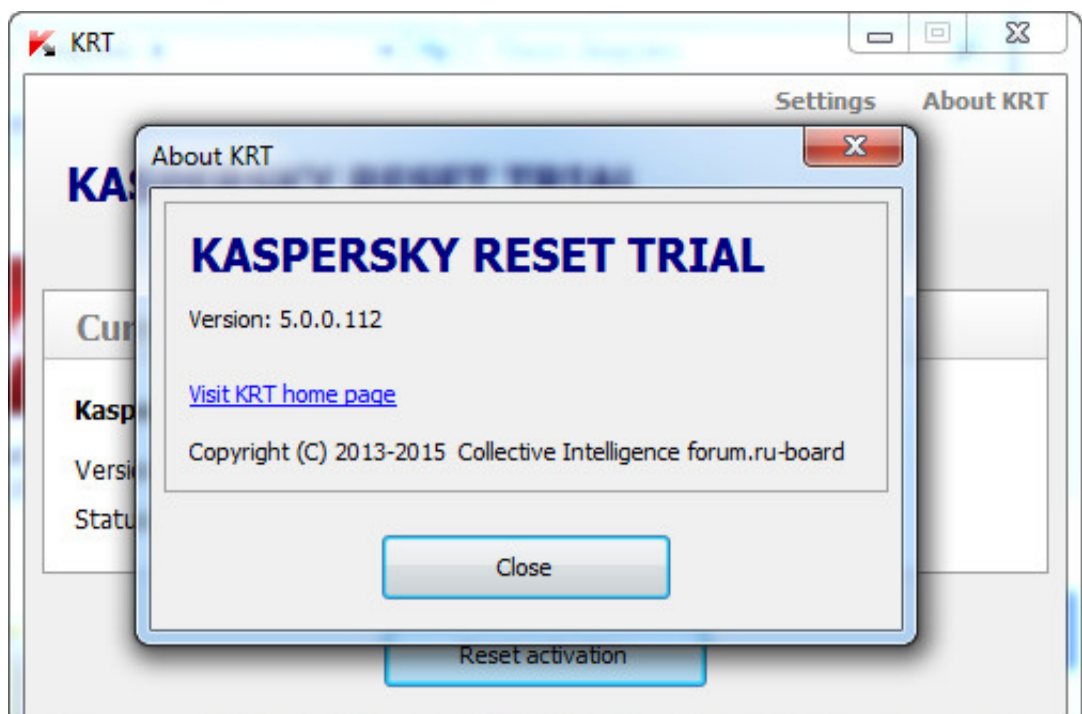 KRT
Settings About KRT
About KRT
KASPERSKY RESET TRIAL
Version: 5.0.0.112
Visit KRT home page
Copyright (C) 2013-2015 Collective Intelligence forum.ru-board
Close
Reset activation